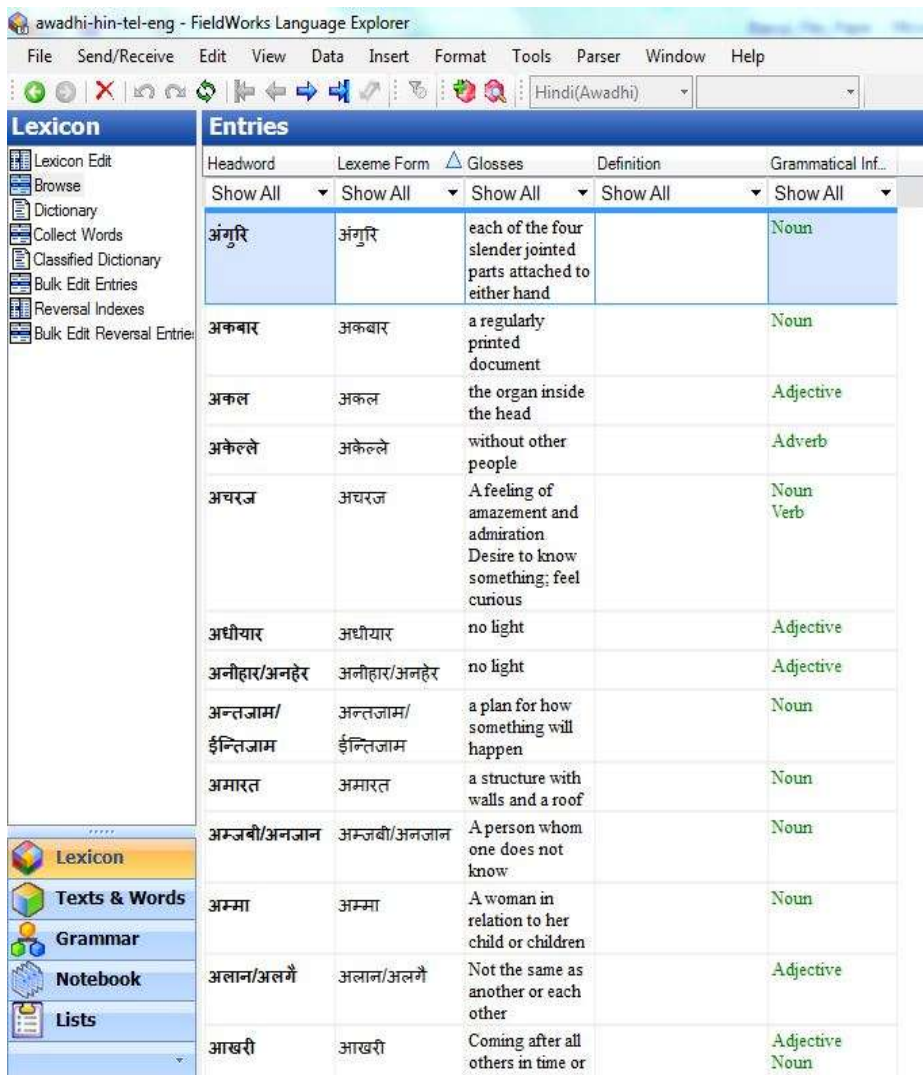 awadhi-hin-tel-eng - FieldWorks Language Explorer
File Send/Receive Edit View Data Insert Format Tools Parser Window Help
Hindi(Awadhi)
Lexicon
Lexicon Edit
Browse
Dictionary
Collect Words
Classified Dictionary
Bulk Edit Entries
Reversal Indexes
Bulk Edit Reversal Entries
Entries
Headword Lexeme Form Glosses Definition Grammatical Inf...
Show All Show All Show All Show All Show All
अंगुरि अंगुरि each of the four Noun
slender jointed
parts attached to
either hand
अकबार अकबार a regularly Noun
printed
document
अकल अकल the organ inside Adjective
the head
अकेल्ले अकेल्ले without other Adverb
people
अचरज अचरज A feeling of Noun
amazement and Verb
admiration
Desire to know
something; feel
curious
अधीयार अधीयार no light Adjective
अनीहार/अनहेर अनीहार/अनहेर no light Adjective
अन्तजाम/ अन्तजाम/ a plan for how Noun
ईन्तिजाम ईन्तिजाम something will
happen
अमारत अमारत a structure with Noun
walls and a roof
अम्जबी/अनजान अम्जबी/अनजान A person whom Noun
one does not
know
अम्मा अम्मा A woman in Noun
relation to her
child or children
अलान/अलगै अलान/अलगै Not the same as Adjective
another or each
other
आखरी आखरी Coming after all Adjective
others in time or Noun
Lexicon
Texts & Words
Grammar
Notebook
Lists